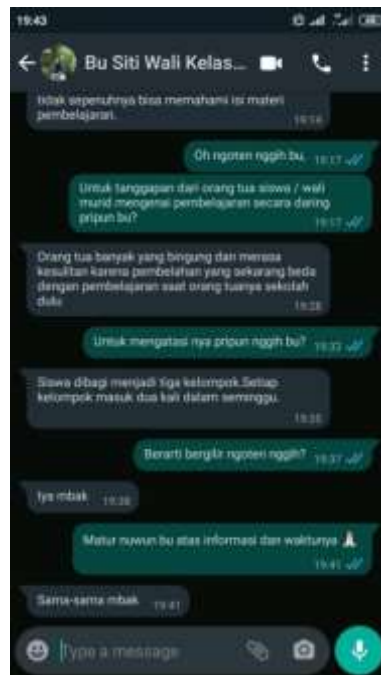 19:43
Bu Siti Wali Kelas...
tidak sepenuhnya bisa memahami isi materi
pembelajaran.
19:14
Oh ngoten nggih bu,
19:17
Untuk tanggapan dari orang tua siswa / wali
murid mengenai pembelajaran secara daring
pripun bu?
19:17
Orang tua banyak yang bingung dan merasa
kesulitan karena pembelahan yang sekarang beda
dengan pembelajaran saat orang tuanya sekolah
dulu
19:28
Untuk mengatasi nya pripun nggih bu?
19:33
Siswa dibagi menjadi tiga kelompok.Setiap
kelompok masuk dua kali dalam seminggu.
19:35
Berarti bergilir ngoten nggih?
19:37
Iya mbak
19:38
Matur nuwun bu atas informasi dan waktunya 🙏🏻
19:41
Sama-sama mbak
19:41
Type a message